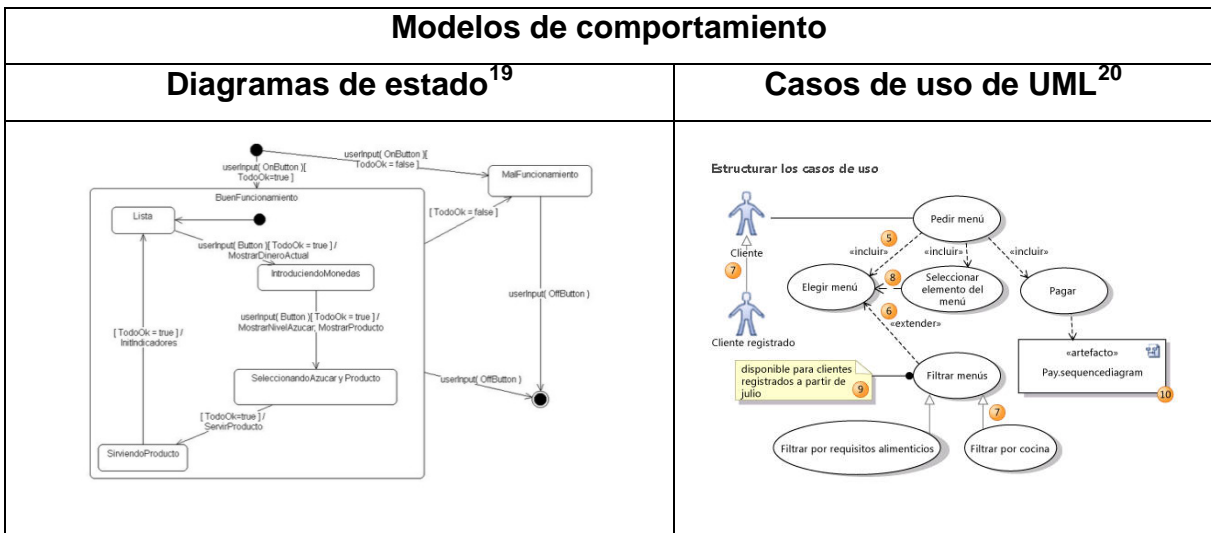 Modelos de comportamiento
Diagramas de estado19
userInput( OnButton )[
TodoOk = false ]
userInput( OnButton )[
TodoOk=true ]
MalFuncionamiento
BuenFuncionamiento
Lista
[ TodoOk = false ]
userInput( Button )[ TodoOk = true ] /
MostrarDineroActual
IntroduciendoMonedas
userInput( OffButton )
userInput( Button )[ TodoOk = true ] /
MostrarNivelAzucar, MostrarProducto
[ TodoOk = true ] /
InitIndicadores
SeleccionandoAzucar y Producto
userInput( OffButton )
[ TodoOk=true ] /
ServirProducto
SirviendoProducto
Casos de uso de UML20
Estructurar los casos de uso
Pedir menú
5
Cliente
«incluir»
«incluir»
«incluir»
7
8
Elegir menú
Seleccionar
elemento del
menú
Pagar
6
«extender»
Cliente registrado
«artefacto»
Pay.sequencediagram
10
disponible para clientes
registrados a partir de
julio
9
Filtrar menús
7
Filtrar por requisitos alimenticios
Filtrar por cocina